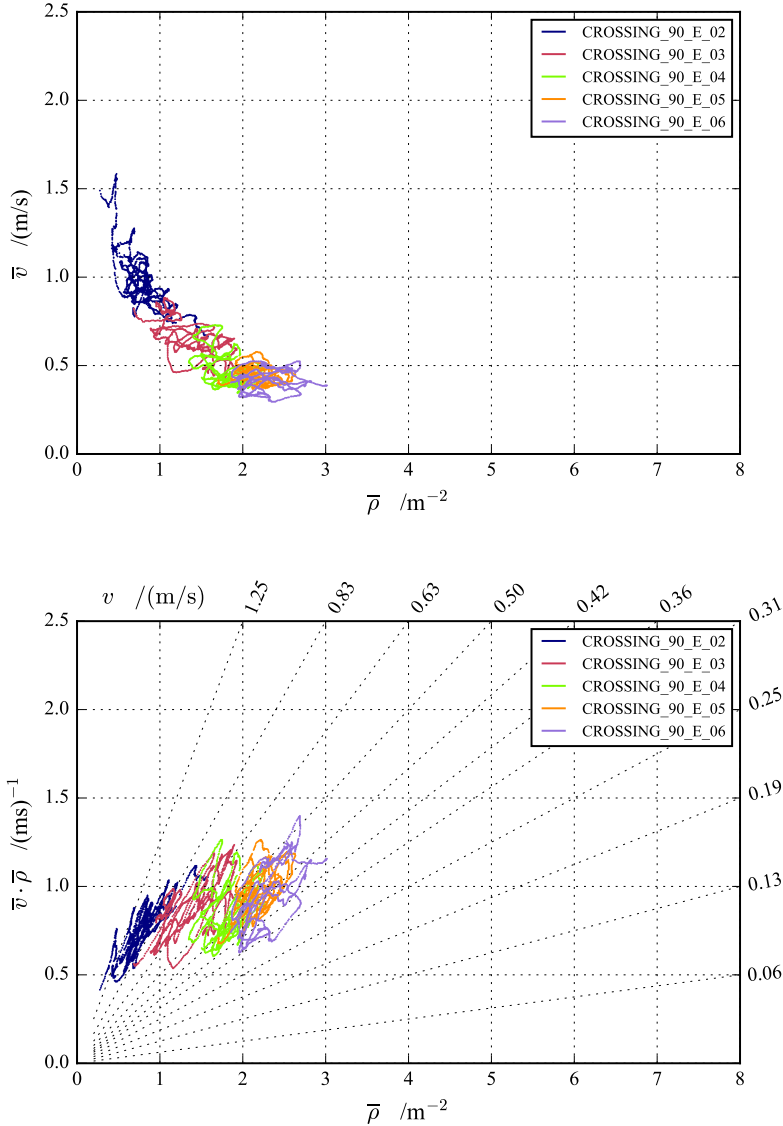 2.5
2.0
1.5
1.0
0.5
0.0
v̅ /(m/s)
CROSSING_90_E_02
CROSSING_90_E_03
CROSSING_90_E_04
CROSSING_90_E_05
CROSSING_90_E_06
0 1 2 3 4 5 6 7 8
ρ̅ /m⁻²
v /(m/s) 1.25 0.83 0.63 0.50 0.42 0.36 0.31
2.5
2.0
1.5
1.0
0.5
0.0
v̅ · ρ̅ /(ms)⁻¹
CROSSING_90_E_02
CROSSING_90_E_03
CROSSING_90_E_04
CROSSING_90_E_05
CROSSING_90_E_06
0.25
0.19
0.13
0.06
0 1 2 3 4 5 6 7 8
ρ̅ /m⁻²